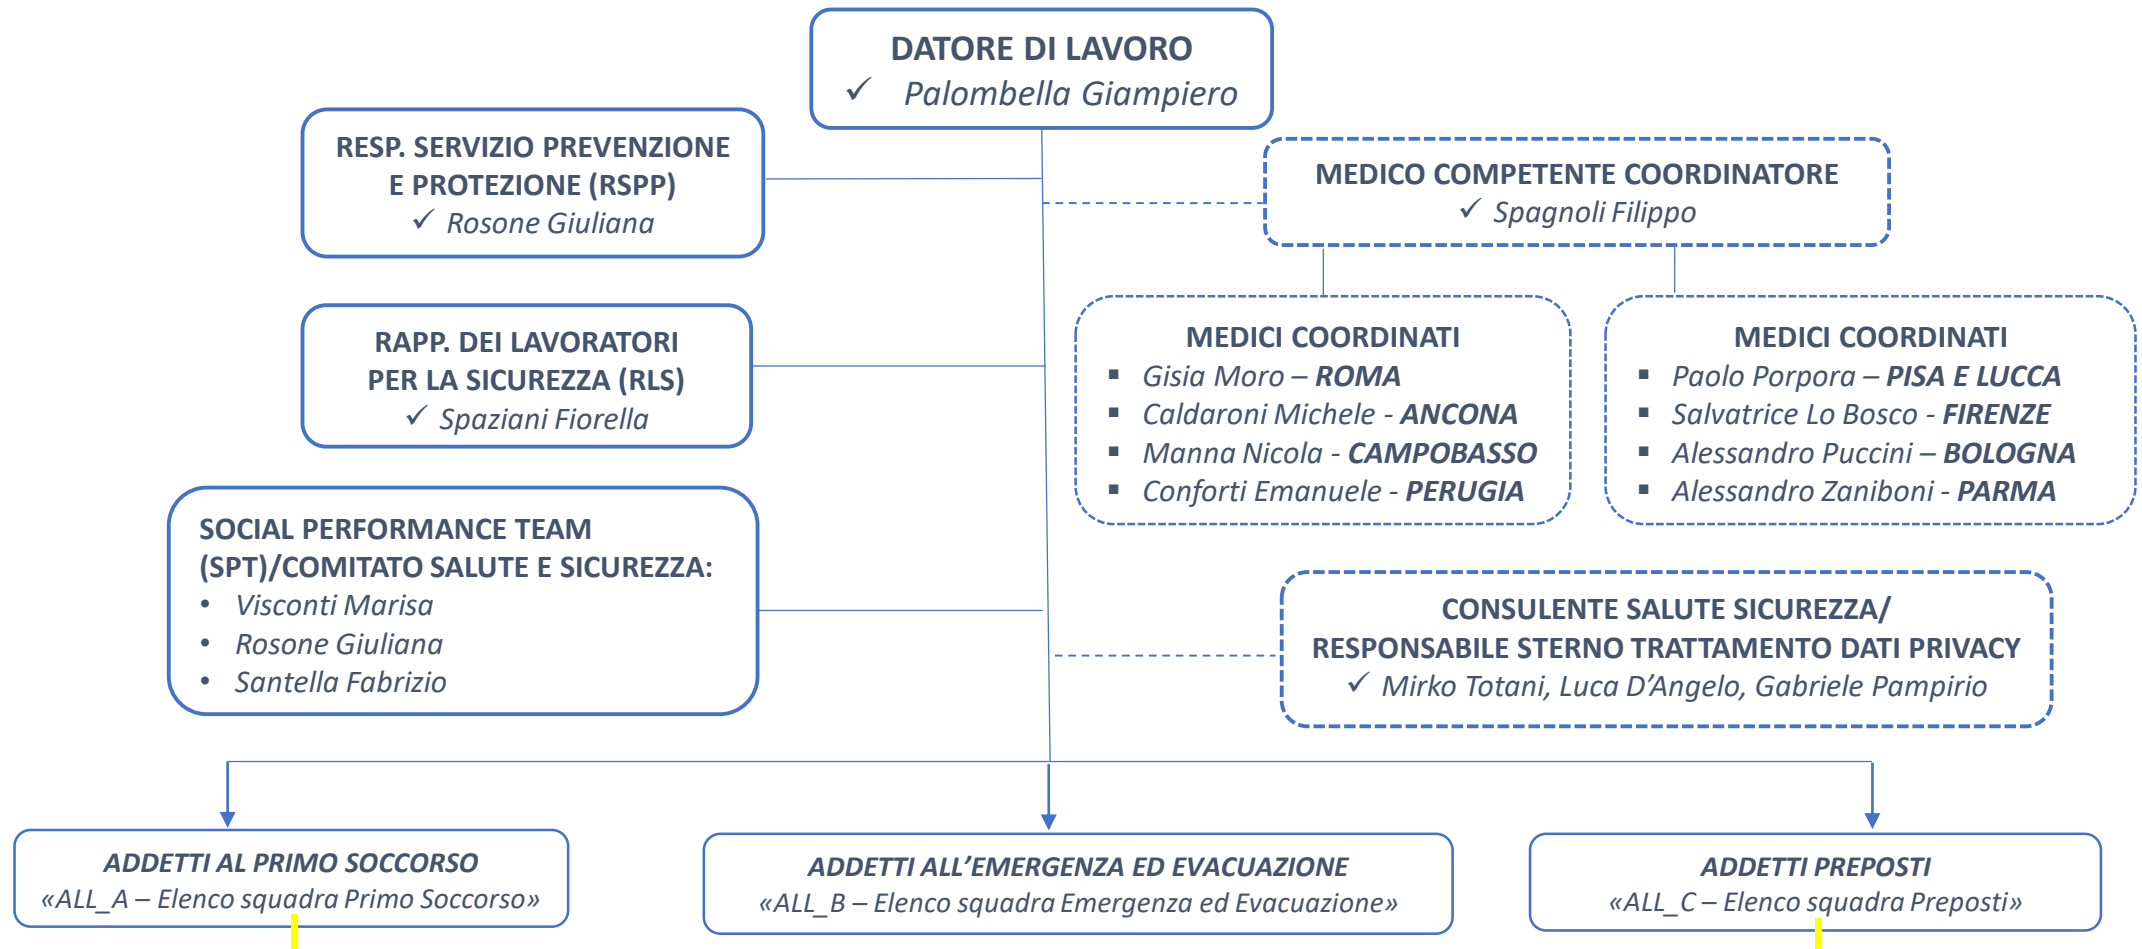 DATORE DI LAVORO
✓ Palombella Giampiero
RESP. SERVIZIO PREVENZIONE
E PROTEZIONE (RSPP)
✓ Rosone Giuliana
MEDICO COMPETENTE COORDINATORE
✓ Spagnoli Filippo
RAPP. DEI LAVORATORI
PER LA SICUREZZA (RLS)
✓ Spaziani Fiorella
MEDICI COORDINATI
▪ Gisia Moro – ROMA
▪ Caldaroni Michele - ANCONA
▪ Manna Nicola - CAMPOBASSO
▪ Conforti Emanuele - PERUGIA
MEDICI COORDINATI
▪ Paolo Porpora – PISA E LUCCA
▪ Salvatrice Lo Bosco - FIRENZE
▪ Alessandro Puccini – BOLOGNA
▪ Alessandro Zaniboni - PARMA
SOCIAL PERFORMANCE TEAM
(SPT)/COMITATO SALUTE E SICUREZZA:
• Visconti Marisa
• Rosone Giuliana
• Santella Fabrizio
CONSULENTE SALUTE SICUREZZA/
RESPONSABILE STERNO TRATTAMENTO DATI PRIVACY
✓ Mirko Totani, Luca D’Angelo, Gabriele Pampirio
ADDETTI AL PRIMO SOCCORSO
«ALL_A – Elenco squadra Primo Soccorso»
ADDETTI ALL’EMERGENZA ED EVACUAZIONE
«ALL_B – Elenco squadra Emergenza ed Evacuazione»
ADDETTI PREPOSTI
«ALL_C – Elenco squadra Preposti»